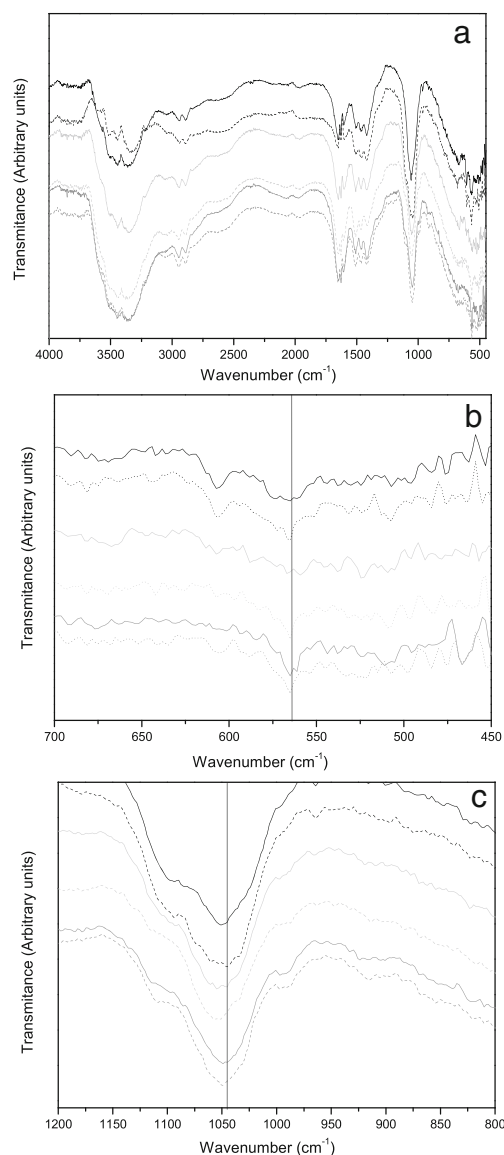 a
Transmitance (Arbitrary units)
4000 3500 3000 2500 2000 1500 1000 500
Wavenumber (cm⁻¹)
b
Transmitance (Arbitrary units)
700 650 600 550 500 450
Wavenumber (cm⁻¹)
c
Transmitance (Arbitrary units)
1200 1150 1100 1050 1000 950 900 850 800
Wavenumber (cm⁻¹)